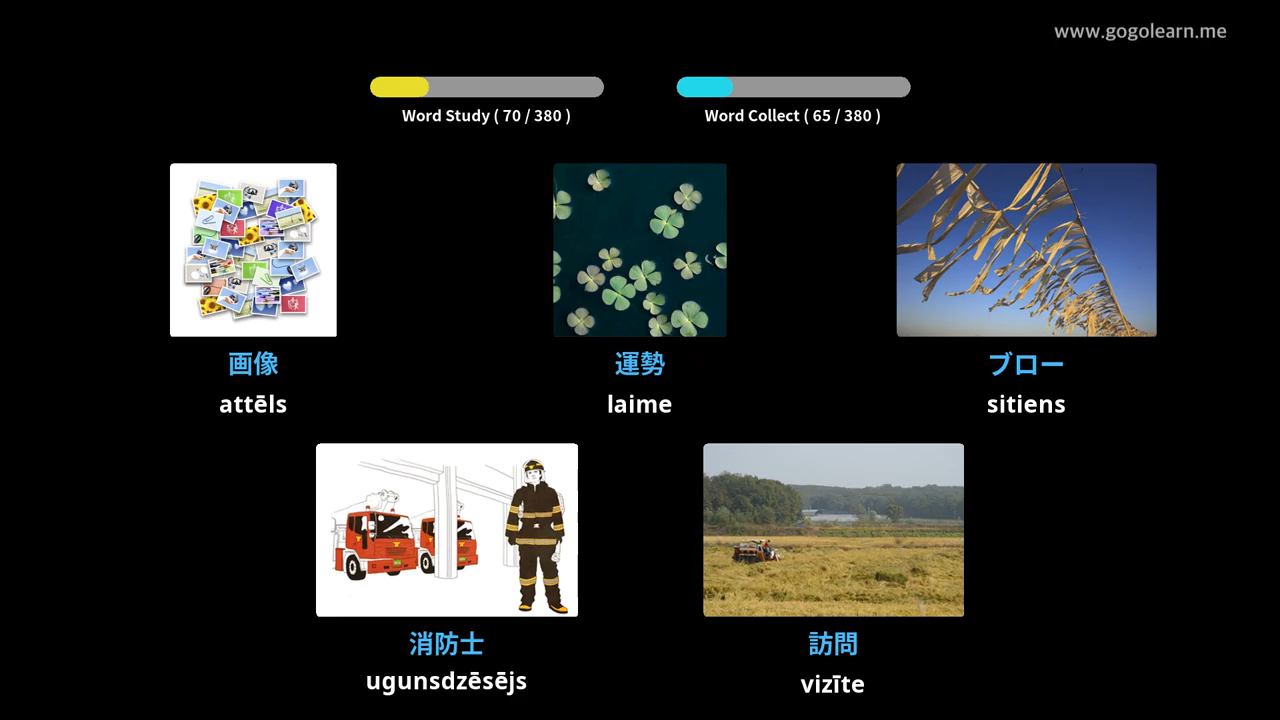 www.gogolearn.me
Word Study ( 70 / 380 )
Word Collect ( 65 / 380 )
画像
attēls
運勢
laime
ブロー
sitiens
消防士
ugunsdzēsējs
訪問
vizīte